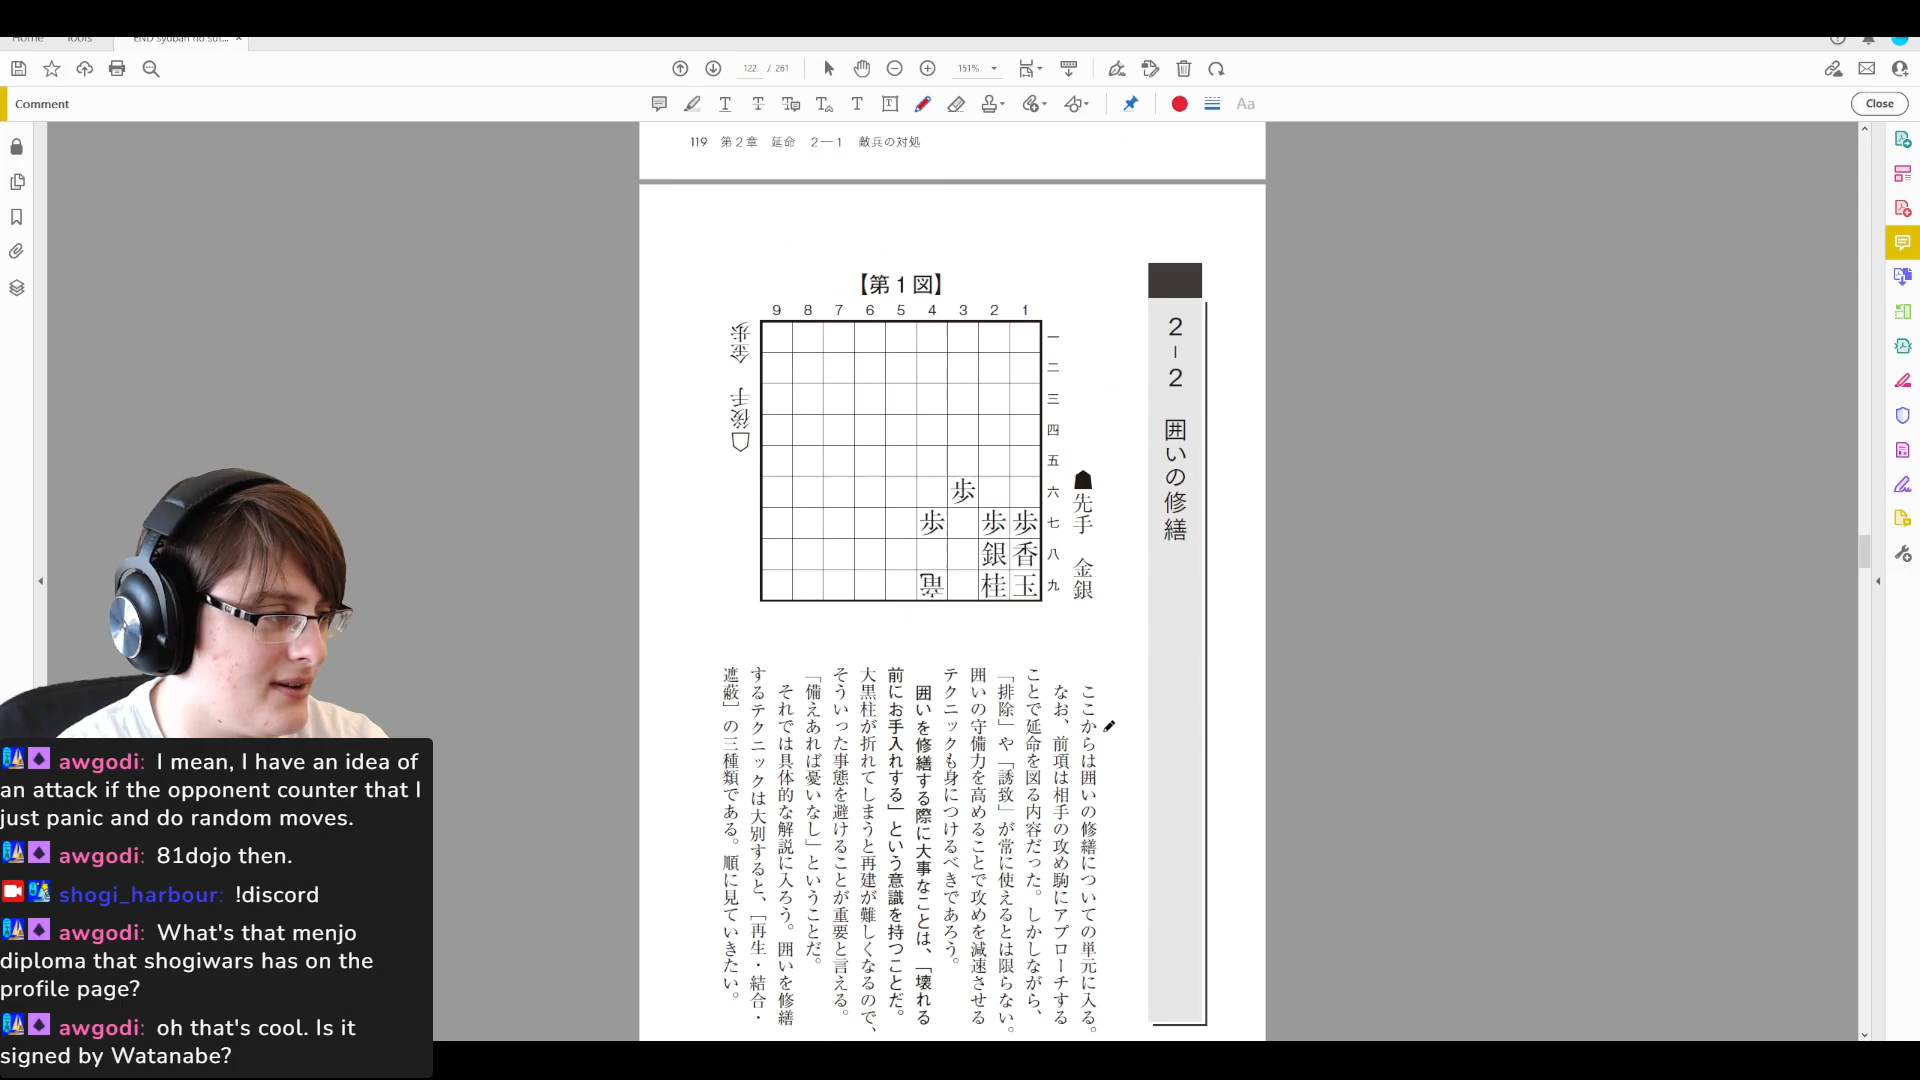 Home
Tools
END syuban no sut...
122 / 261
151%
Comment
Aa
Close
119 第2章 延命 2―1 敵兵の対処
【第1図】
9 8 7 6 5 4 3 2 1
一
二
三
四
五
六
七
八
九
後手 金歩
歩
歩 歩 歩
銀 香
竜 桂 玉
先手 金銀
2-2 囲いの修繕
ここからは囲いの修繕についての単元に入る。
なお、前項は相手の攻め駒にアプローチする
ことで延命を図る内容だった。しかしながら、
「排除」や「誘致」が常に使えるとは限らない。
囲いの守備力を高めることで攻めを減速させる
テクニックも身につけるべきであろう。
囲いを修繕する際に大事なことは、「壊れる
前にお手入れする」という意識を持つことだ。
大黒柱が折れてしまうと再建が難しくなるので、
そういった事態を避けることが重要と言える。
「備えあれば憂いなし」ということだ。
それでは具体的な解説に入ろう。囲いを修繕
するテクニックは大別すると、［再生・結合・
遮蔽］の三種類である。順に見ていきたい。
awgodi: I mean, I have an idea of
an attack if the opponent counter that I
just panic and do random moves.
awgodi: 81dojo then.
shogi_harbour: !discord
awgodi: What's that menjo
diploma that shogiwars has on the
profile page?
awgodi: oh that's cool. Is it
signed by Watanabe?